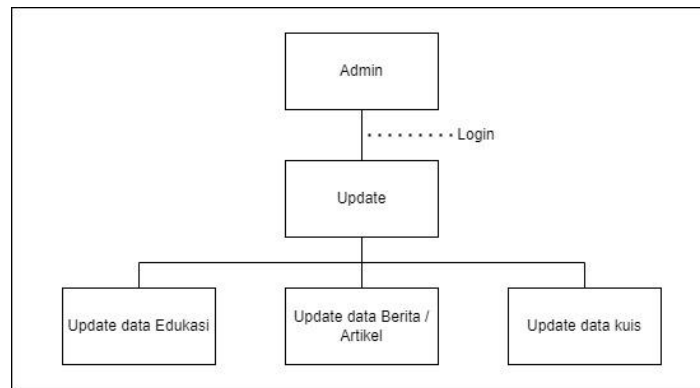 Admin
Login
Update
Update data Edukasi
Update data Berita /
Artikel
Update data kuis